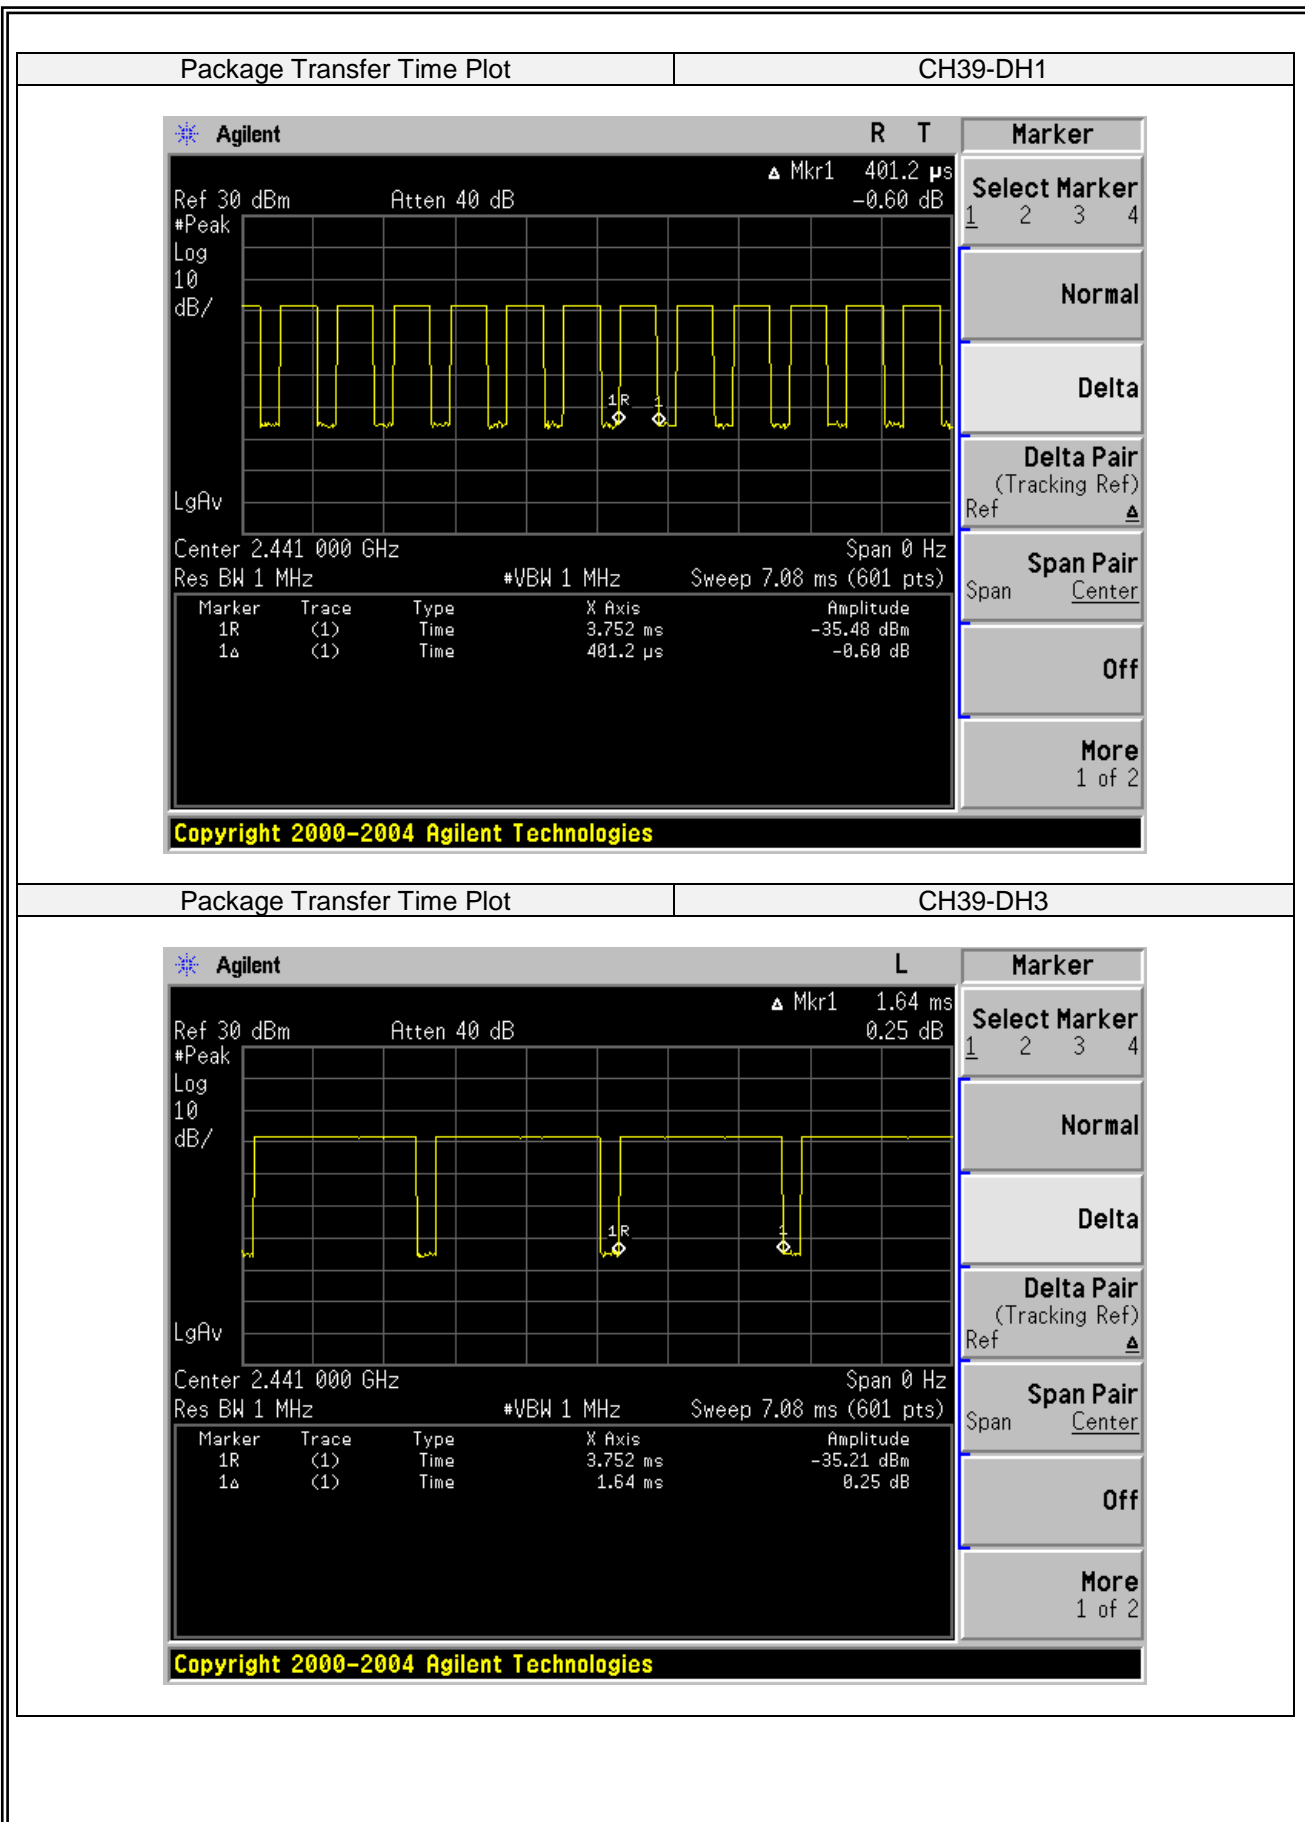 Package Transfer Time Plot CH39-DH1
Agilent R T Marker
Δ Mkr1 401.2 µs
Ref 30 dBm Atten 40 dB -0.60 dB
Select Marker
1 2 3 4
#Peak
Log
10
dB/
Normal
Delta
1R 1
Delta Pair
(Tracking Ref)
Ref Δ
LgAv
Center 2.441 000 GHz Span 0 Hz
Res BW 1 MHz #VBW 1 MHz Sweep 7.08 ms (601 pts)
Span Pair
Span Center
Marker Trace Type X Axis Amplitude
1R (1) Time 3.752 ms -35.48 dBm
1Δ (1) Time 401.2 µs -0.60 dB
Off
More
1 of 2
Copyright 2000-2004 Agilent Technologies
Package Transfer Time Plot CH39-DH3
Agilent L Marker
Δ Mkr1 1.64 ms
Ref 30 dBm Atten 40 dB 0.25 dB
Select Marker
1 2 3 4
#Peak
Log
10
dB/
Normal
Delta
1R 1
Delta Pair
(Tracking Ref)
Ref Δ
LgAv
Center 2.441 000 GHz Span 0 Hz
Res BW 1 MHz #VBW 1 MHz Sweep 7.08 ms (601 pts)
Span Pair
Span Center
Marker Trace Type X Axis Amplitude
1R (1) Time 3.752 ms -35.21 dBm
1Δ (1) Time 1.64 ms 0.25 dB
Off
More
1 of 2
Copyright 2000-2004 Agilent Technologies